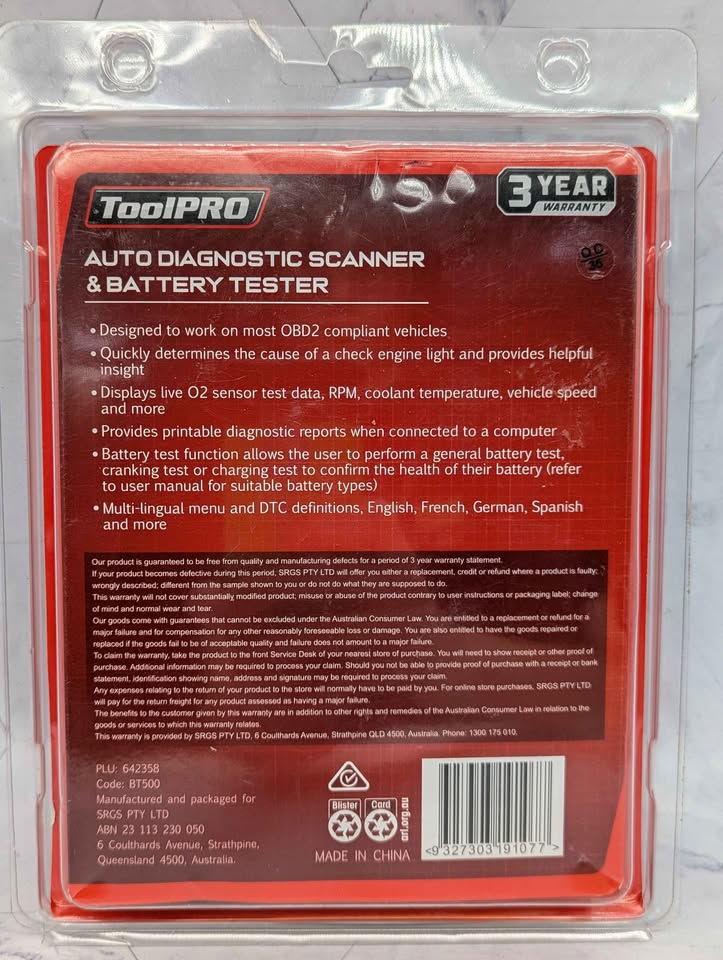 ToolPRO
3 YEAR
WARRANTY
QC
36
AUTO DIAGNOSTIC SCANNER
& BATTERY TESTER
• Designed to work on most OBD2 compliant vehicles
• Quickly determines the cause of a check engine light and provides helpful
insight
• Displays live O2 sensor test data, RPM, coolant temperature, vehicle speed
and more
• Provides printable diagnostic reports when connected to a computer
• Battery test function allows the user to perform a general battery test,
cranking test or charging test to confirm the health of their battery (refer
to user manual for suitable battery types)
• Multi-lingual menu and DTC definitions, English, French, German, Spanish
and more
Our product is guaranteed to be free from quality and manufacturing defects for a period of 3 year warranty statement.
If your product becomes defective during this period, SRGS PTY LTD will offer you either a replacement, credit or refund where a product is faulty;
wrongly described; different from the sample shown to you or do not do what they are supposed to do.
This warranty will not cover substantially modified product; misuse or abuse of the product contrary to user instructions or packaging label; change
of mind and normal wear and tear.
Our goods come with guarantees that cannot be excluded under the Australian Consumer Law. You are entitled to a replacement or refund for a
major failure and for compensation for any other reasonably foreseeable loss or damage. You are also entitled to have the goods repaired or
replaced if the goods fail to be of acceptable quality and failure does not amount to a major failure.
To claim the warranty, take the product to the front Service Desk of your nearest store of purchase. You will need to show receipt or other proof of
purchase. Additional information may be required to process your claim. Should you not be able to provide proof of purchase with a receipt or bank
statement, identification showing name, address and signature may be required to process your claim.
Any expenses relating to the return of your product to the store will normally have to be paid by you. For online store purchases, SRGS PTY LTD
will pay for the return freight for any product assessed as having a major failure.
The benefits to the customer given by this warranty are in addition to other rights and remedies of the Australian Consumer Law in relation to the
goods or services to which this warranty relates.
This warranty is provided by SRGS PTY LTD, 6 Coulthards Avenue, Strathpine QLD 4500, Australia. Phone: 1300 175 010.
PLU: 642358
Code: BT500
Manufactured and packaged for
SRGS PTY LTD
ABN 23 113 230 050
6 Coulthards Avenue, Strathpine,
Queensland 4500, Australia.
Blister
Card
arl.org.au
MADE IN CHINA
<9 327303 191077>